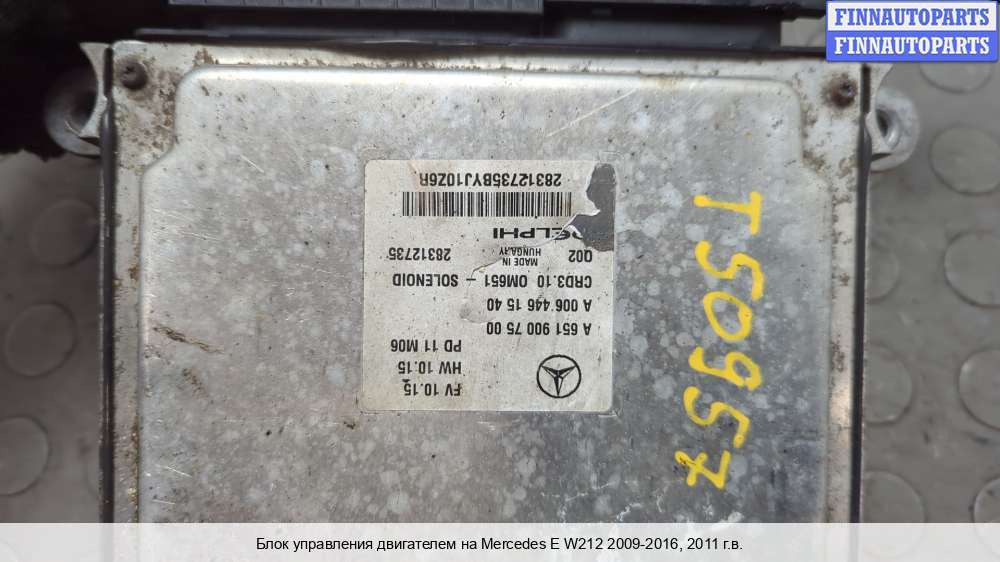 FINNAUTOPARTS
FINNAUTOPARTS
FV 10.15
HW 10.15
PD 11 M06
A 651 900 75 00
A 006 446 15 40
CRD3.10 OM651 - SOLENOID
Q02 MADE IN HUNGARY 28312735
DELPHI
28312735BYJ10Z6R
T50957
Блок управления двигателем на Mercedes E W212 2009-2016, 2011 г.в.